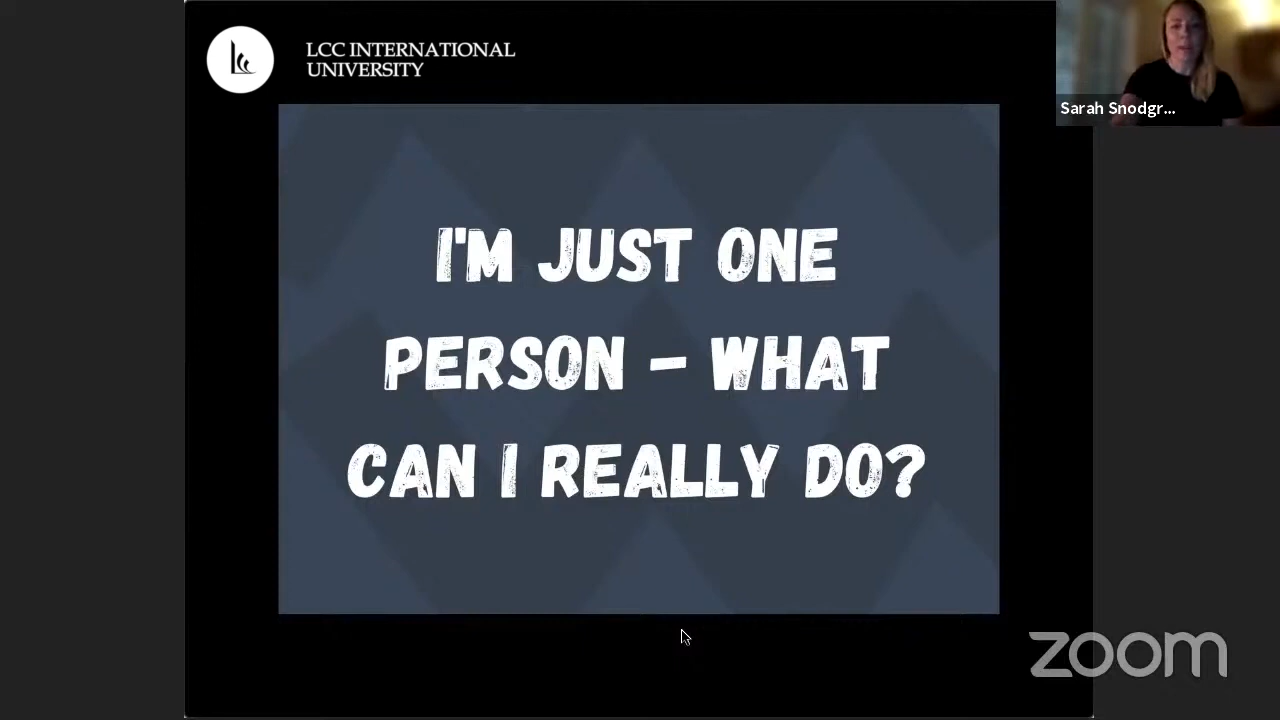 LCC INTERNATIONAL
UNIVERSITY
Sarah Snodgr...
I'M JUST ONE
PERSON – WHAT
CAN I REALLY DO?
zoom